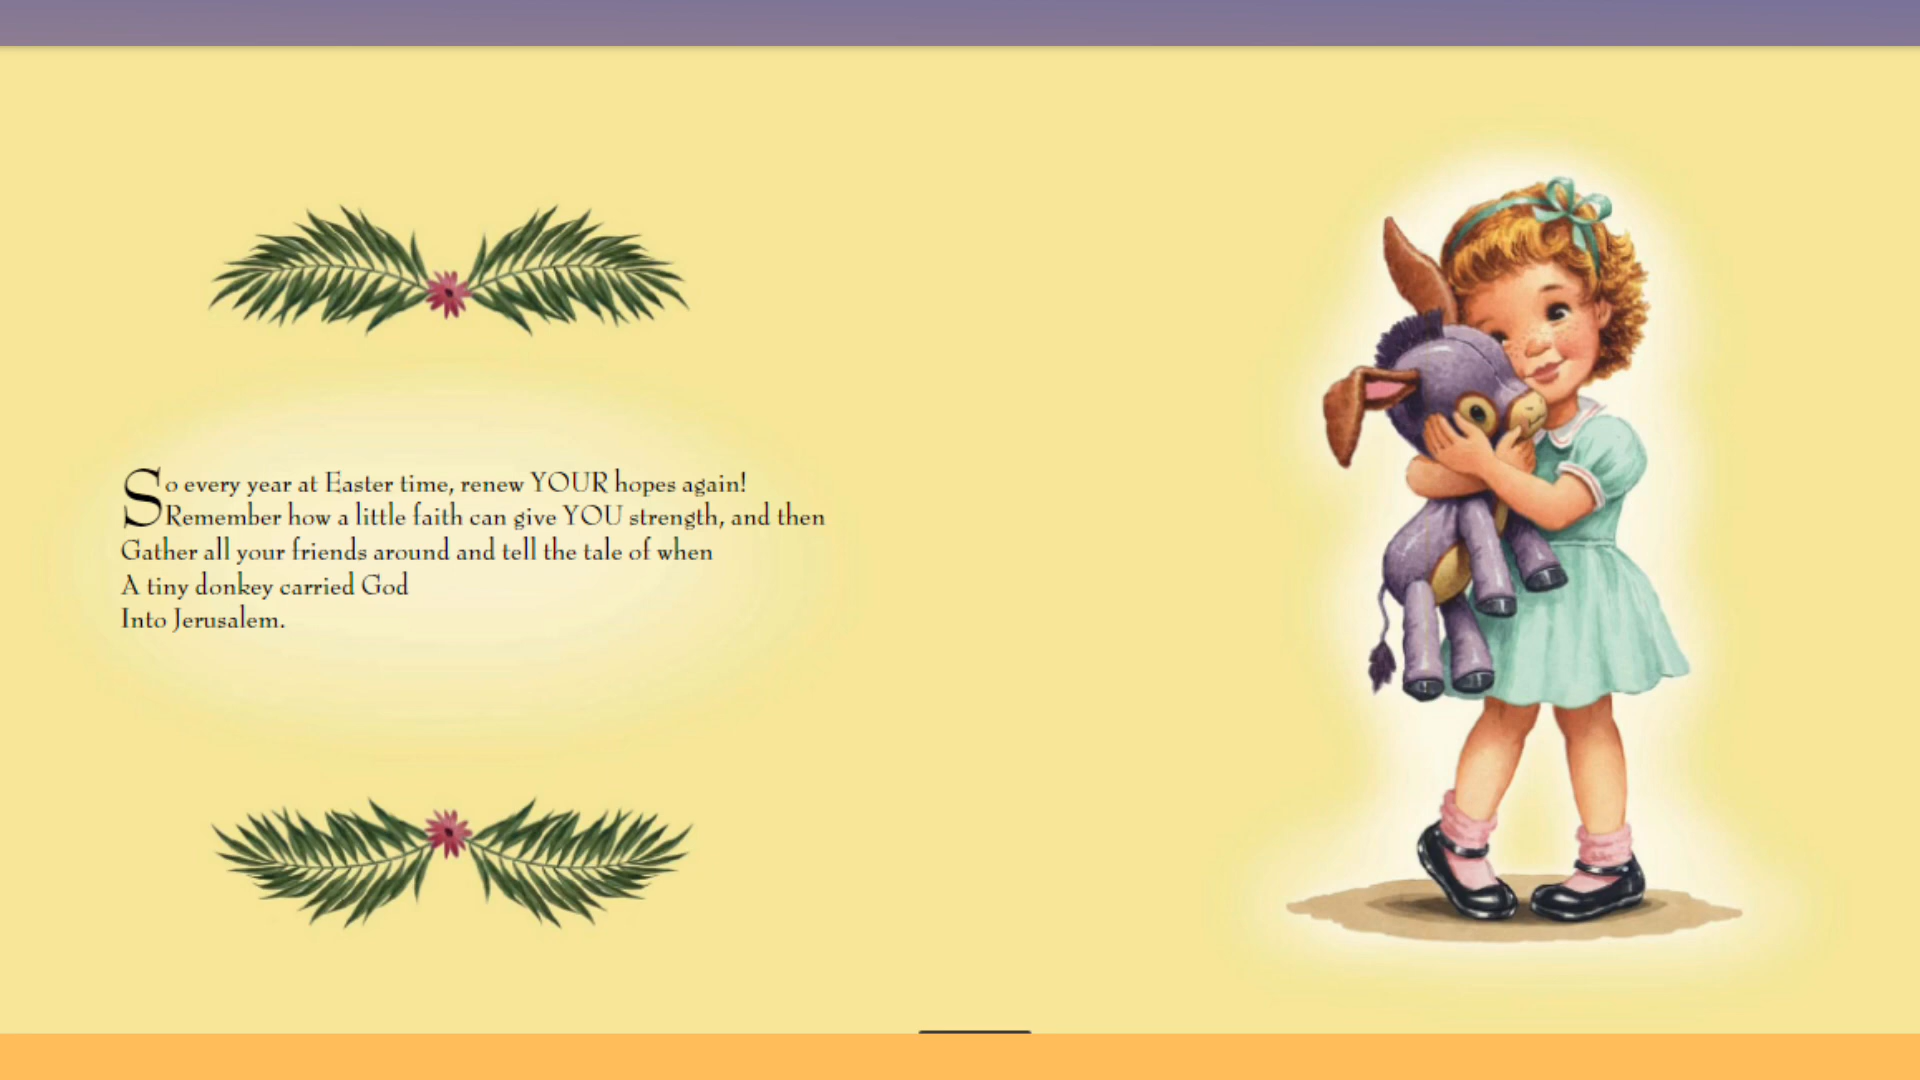 So every year at Easter time, renew YOUR hopes again!
Remember how a little faith can give YOU strength, and then
Gather all your friends around and tell the tale of when
A tiny donkey carried God
Into Jerusalem.